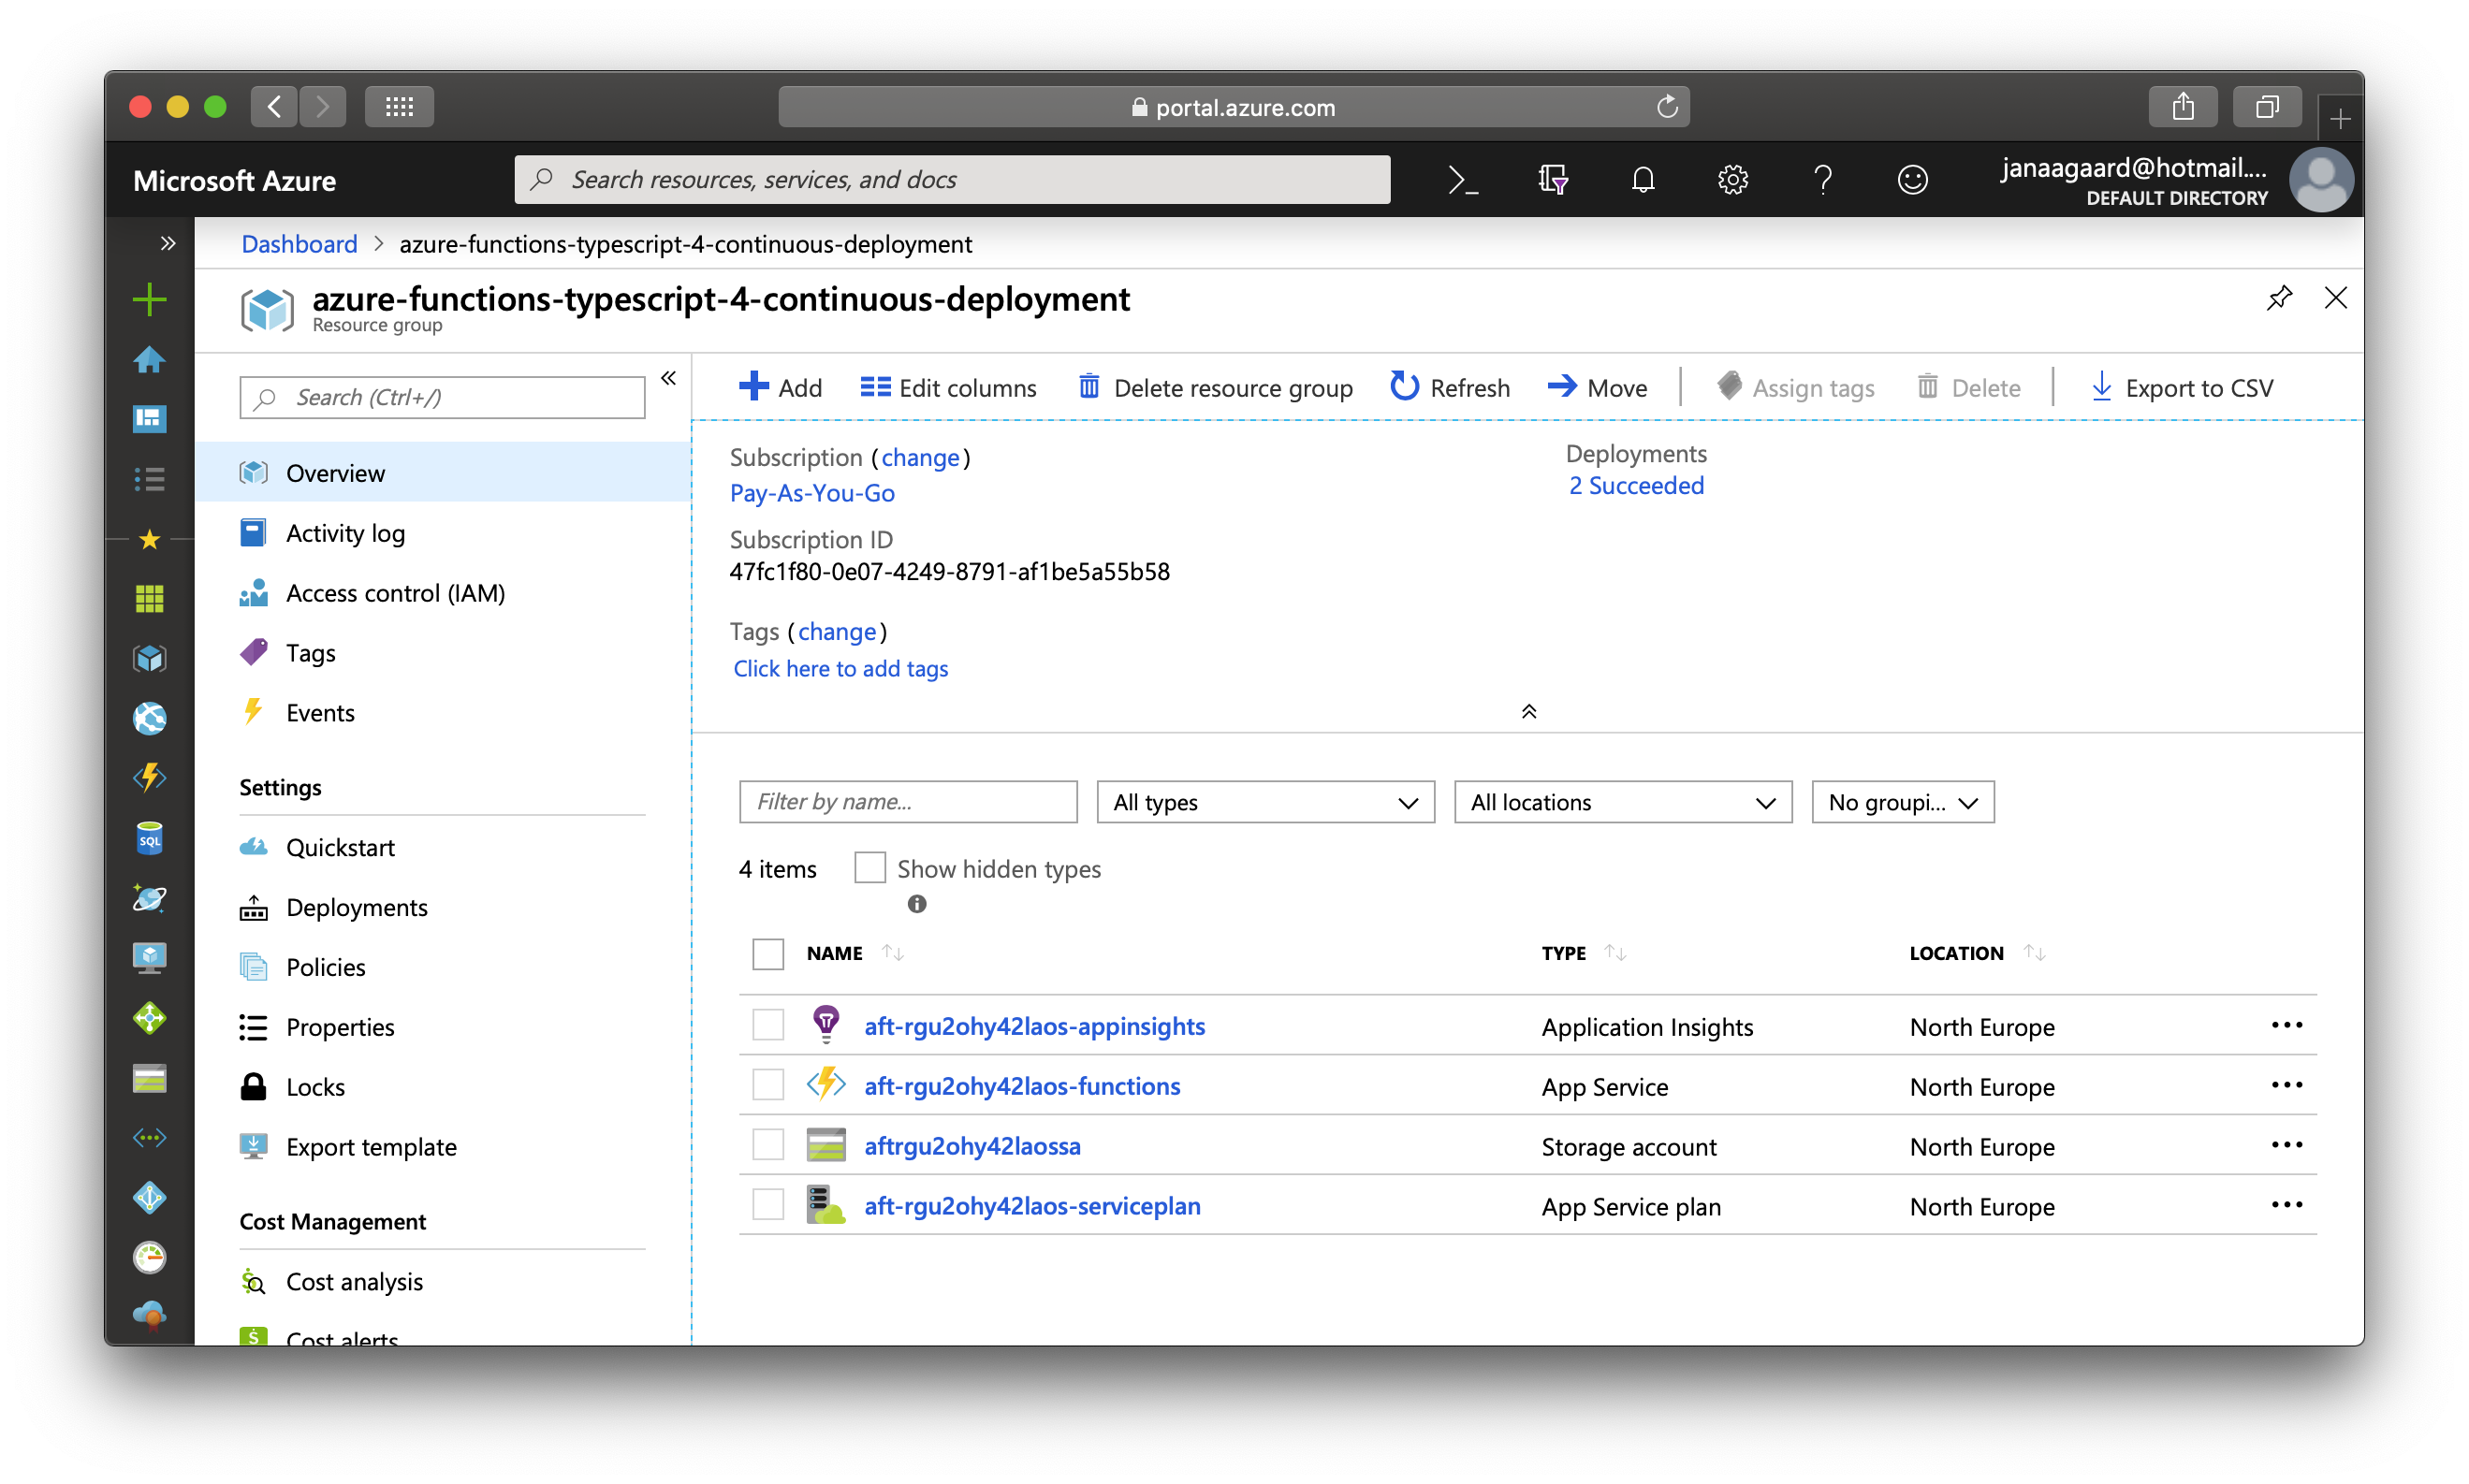 portal.azure.com
Microsoft Azure
Search resources, services, and docs
janaagaard@hotmail....
DEFAULT DIRECTORY
Dashboard > azure-functions-typescript-4-continuous-deployment
azure-functions-typescript-4-continuous-deployment
Resource group
Search (Ctrl+/)
Overview
Activity log
Access control (IAM)
Tags
Events
Settings
Quickstart
Deployments
Policies
Properties
Locks
Export template
Cost Management
Cost analysis
Cost alerts
Add Edit columns Delete resource group Refresh Move Assign tags Delete Export to CSV
Subscription (change)
Pay-As-You-Go
Subscription ID
47fc1f80-0e07-4249-8791-af1be5a55b58
Tags (change)
Click here to add tags
Deployments
2 Succeeded
Filter by name... All types All locations No groupi...
4 items Show hidden types
NAME TYPE LOCATION
aft-rgu2ohy42laos-appinsights Application Insights North Europe
aft-rgu2ohy42laos-functions App Service North Europe
aftrgu2ohy42laossa Storage account North Europe
aft-rgu2ohy42laos-serviceplan App Service plan North Europe
SQL